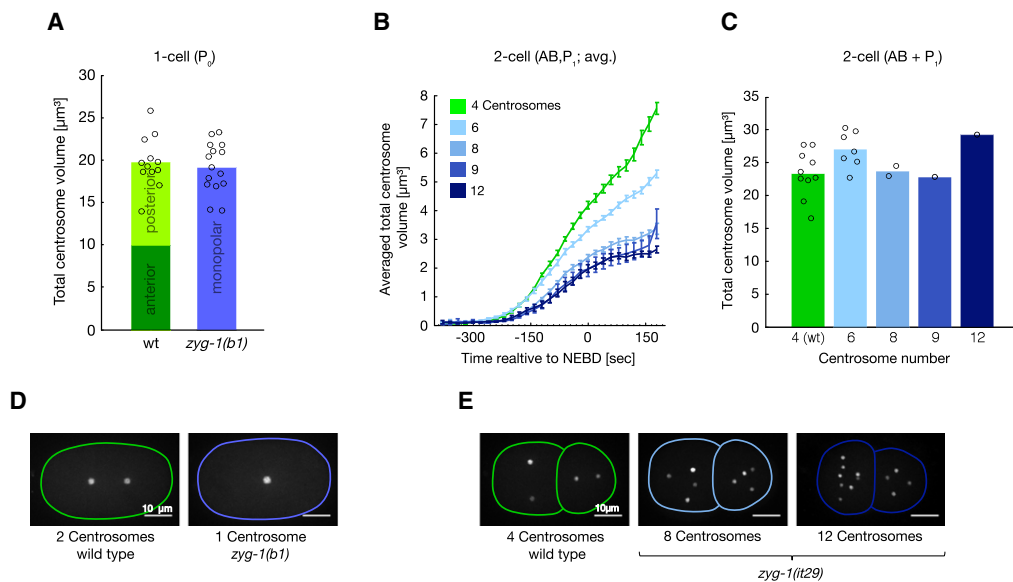 A
1-cell (P0)
Total centrosome volume [µm³]
30
25
20
15
10
5
0
posterior
anterior
monopolar
wt
zyg-1(b1)
B
2-cell (AB,P1; avg.)
Averaged total centrosome
volume [µm³]
8
7
6
5
4
3
2
1
0
4 Centrosomes
6
8
9
12
-300
-150
0
150
Time realtive to NEBD [sec]
C
2-cell (AB + P1)
Total centrosome volume [µm³]
35
30
25
20
15
10
5
0
4 (wt)
6
8
9
12
Centrosome number
D
10 µm
2 Centrosomes
wild type
1 Centrosome
zyg-1(b1)
E
10µm
4 Centrosomes
wild type
8 Centrosomes
12 Centrosomes
zyg-1(it29)